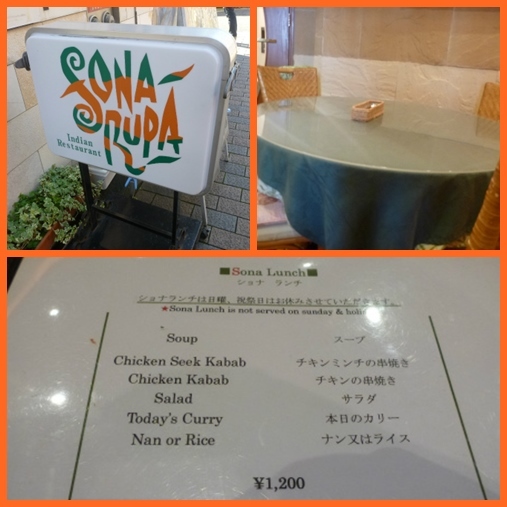 SONA
RUPA
Indian
Restaurant
■Sona Lunch■
ショナ ランチ
ショナランチは日曜、祝祭日はお休みさせていただきます。
★Sona Lunch is not served on sunday & holi
Soup スープ
Chicken Seek Kabab チキンミンチの串焼き
Chicken Kabab チキンの串焼き
Salad サラダ
Today's Curry 本日のカリー
Nan or Rice ナン又はライス
¥1,200